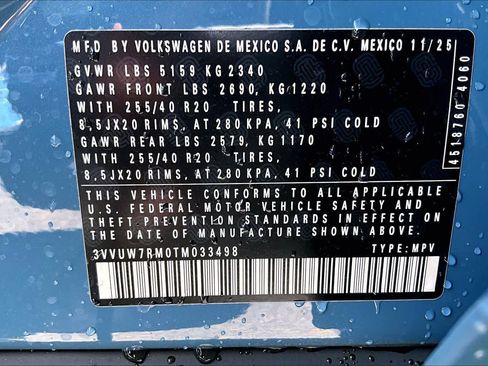 MFD BY VOLKSWAGEN DE MEXICO S.A. DE C.V. MEXICO 11/25
GVWR LBS 5159 KG 2340
GAWR FRONT LBS 2690, KG 1220
WITH 255/40 R20 TIRES,
8,5JX20 RIMS, AT 280 KPA, 41 PSI COLD
GAWR REAR LBS 2579, KG 1170
WITH 255/40 R20 TIRES,
8,5JX20 RIMS, AT 280 KPA, 41 PSI COLD
THIS VEHICLE CONFORMS TO ALL APPLICABLE
U.S. FEDERAL MOTOR VEHICLE SAFETY AND
THEFT PREVENTION STANDARDS IN EFFECT ON
THE DATE OF MANUFACTURE SHOWN ABOVE.
3VVUW7RM0TM033498 TYPE: MPV
4518760 4060